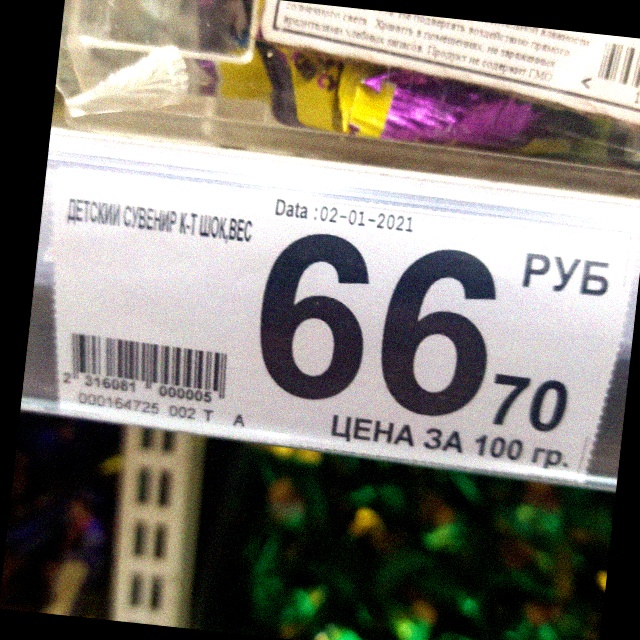 ДЕТСКИЙ СУВЕНИР К-Т ШОК,ВЕС
Data :02-01-2021
66 70
РУБ
2 316081 000005
000164725 002 Т А
ЦЕНА ЗА 100 гр.